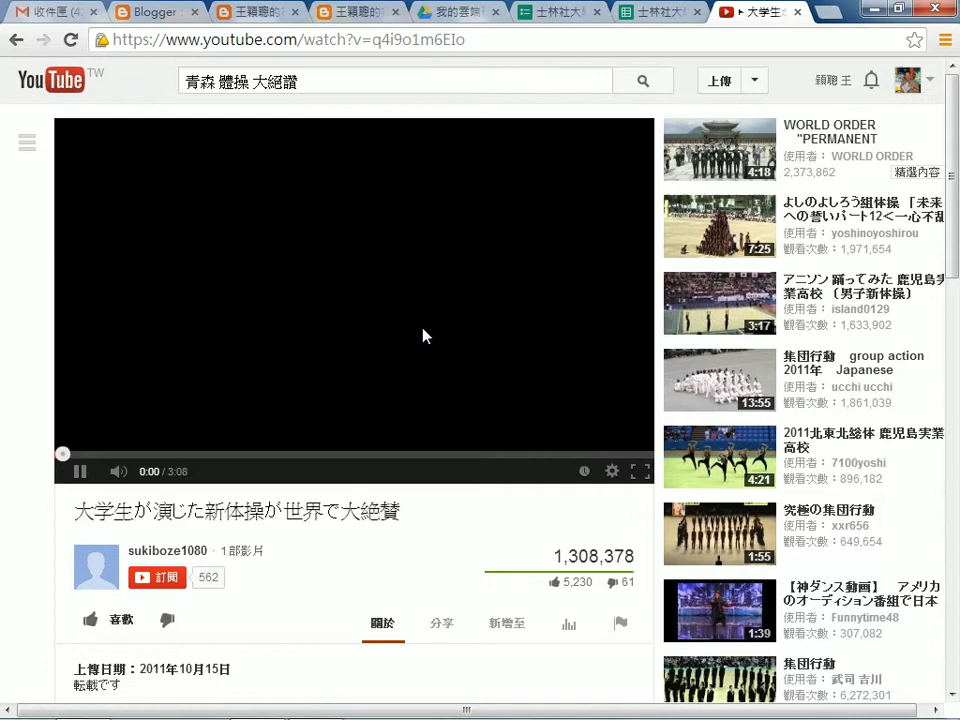 收件匣 (4
Blogger
王穎聰的
王穎聰的
我的雲端
士林社大
士林社大
大学生
https://www.youtube.com/watch?v=q4i9o1m6EIo
YouTube TW
青森 體操 大絕讚
上傳
穎聰 王
0:00 / 3:08
大学生が演じた新体操が世界で大絶賛
sukiboze1080 · 1 部影片
訂閱 562
1,308,378
5,230 61
喜歡
關於
分享
新增至
上傳日期：2011年10月15日
転載です
4:18
WORLD ORDER
"PERMANENT
使用者： WORLD ORDER
2,373,862
精選內容
7:25
よしのよしろう組体操 「未来
への誓いパート12<一心不乱
使用者： yoshinoyoshirou
觀看次數：1,971,654
3:17
アニソン 踊ってみた 鹿児島実
業高校 〔男子新体操〕
使用者： island0129
觀看次數：1,633,902
13:55
集団行動 group action
2011年 Japanese
使用者： ucchi ucchi
觀看次數：1,861,039
4:21
2011北東北総体 鹿児島実業
高校
使用者： 7100yoshi
觀看次數：896,182
1:55
究極の集団行動
使用者： xxr656
觀看次數：649,654
1:39
【神ダンス動画】 アメリカ
のオーディション番組で日本
使用者： Funnytime48
觀看次數：307,082
集団行動
使用者： 武司 吉川
觀看次數：6,272,301